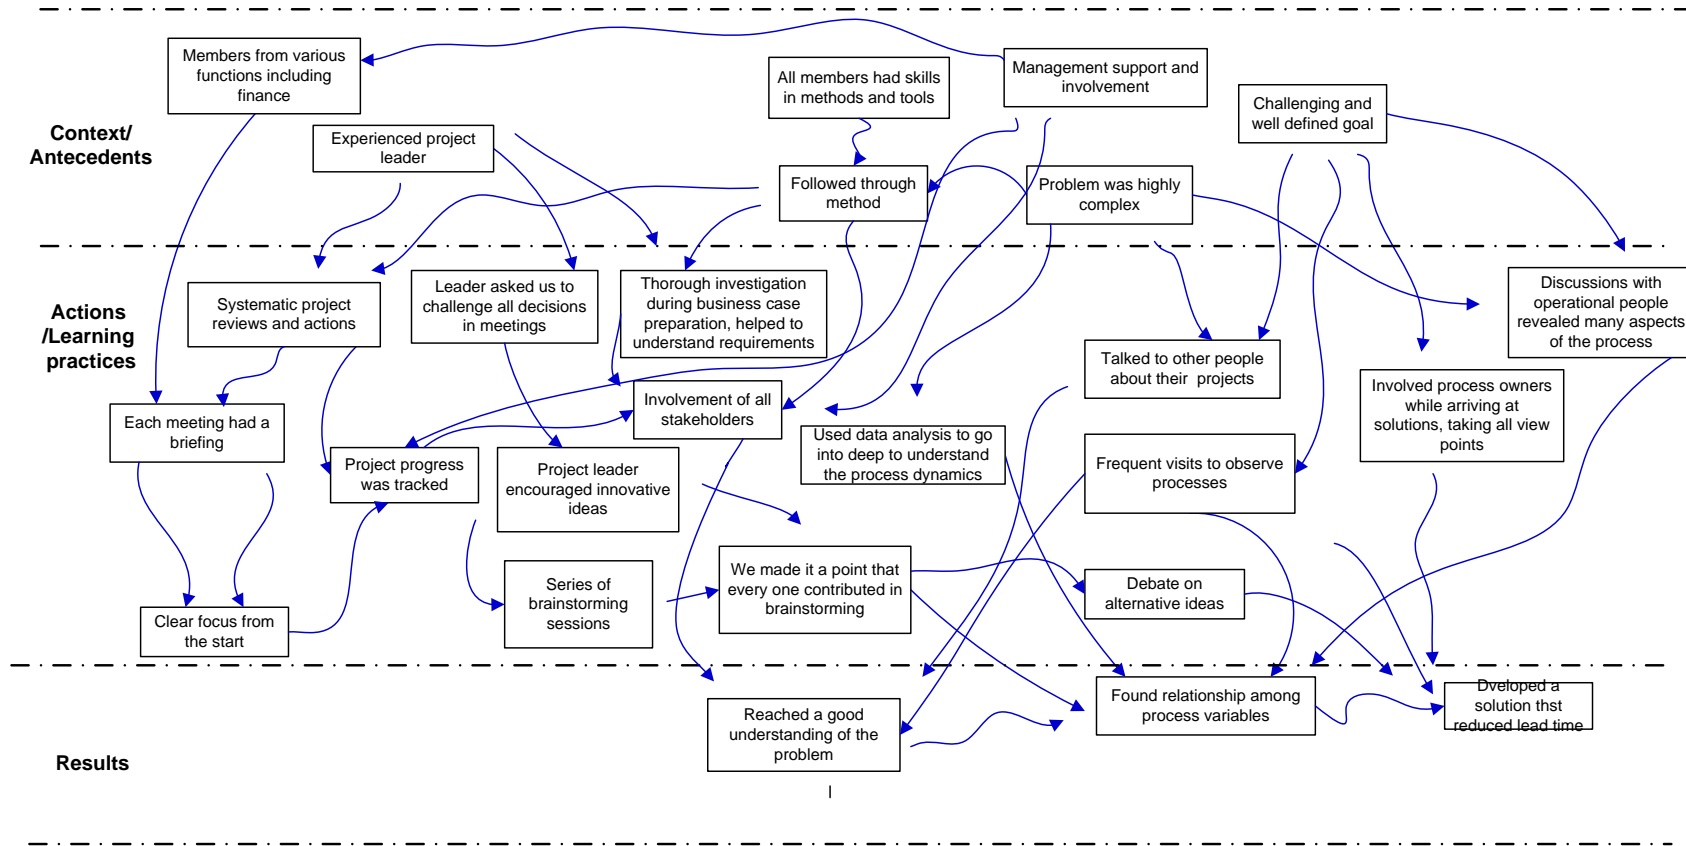 Members from various
functions including
finance
All members had skills
in methods and tools
Management support and
involvement
Challenging and
well defined goal
Context/
Antecedents
Experienced project
leader
Followed through
method
Problem was highly
complex
Actions
/Learning
practices
Systematic project
reviews and actions
Leader asked us to
challenge all decisions
in meetings
Thorough investigation
during business case
preparation, helped to
understand requirements
Discussions with
operational people
revealed many aspects
of the process
Talked to other people
about their projects
Involved process owners
while arriving at
solutions, taking all view
points
Each meeting had a
briefing
Involvement of all
stakeholders
Used data analysis to go
into deep to understand
the process dynamics
Frequent visits to observe
processes
Project progress
was tracked
Project leader
encouraged innovative
ideas
Series of
brainstorming
sessions
We made it a point that
every one contributed in
brainstorming
Debate on
alternative ideas
Clear focus from
the start
Results
Reached a good
understanding of the
problem
Found relationship among
process variables
Dveloped a
solution thst
reduced lead time